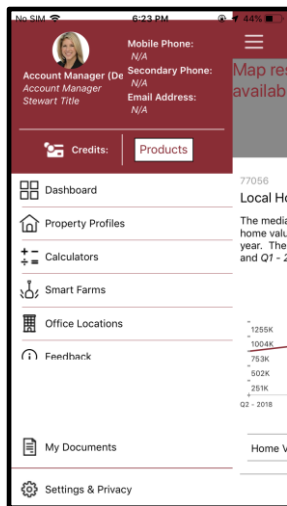 No SIM 6:23 PM 44%
Mobile Phone:
N/A
Account Manager (De
Account Manager
Stewart Title
Secondary Phone:
N/A
Email Address:
N/A
Credits:
Products
Dashboard
Property Profiles
Calculators
Smart Farms
Office Locations
Feedback
My Documents
Settings & Privacy
Map res
availab
77056
Local Ho
The media
home valu
year. The
and Q1 - 2
1255K
1004K
753K
502K
251K
Q2 - 2018
Home V